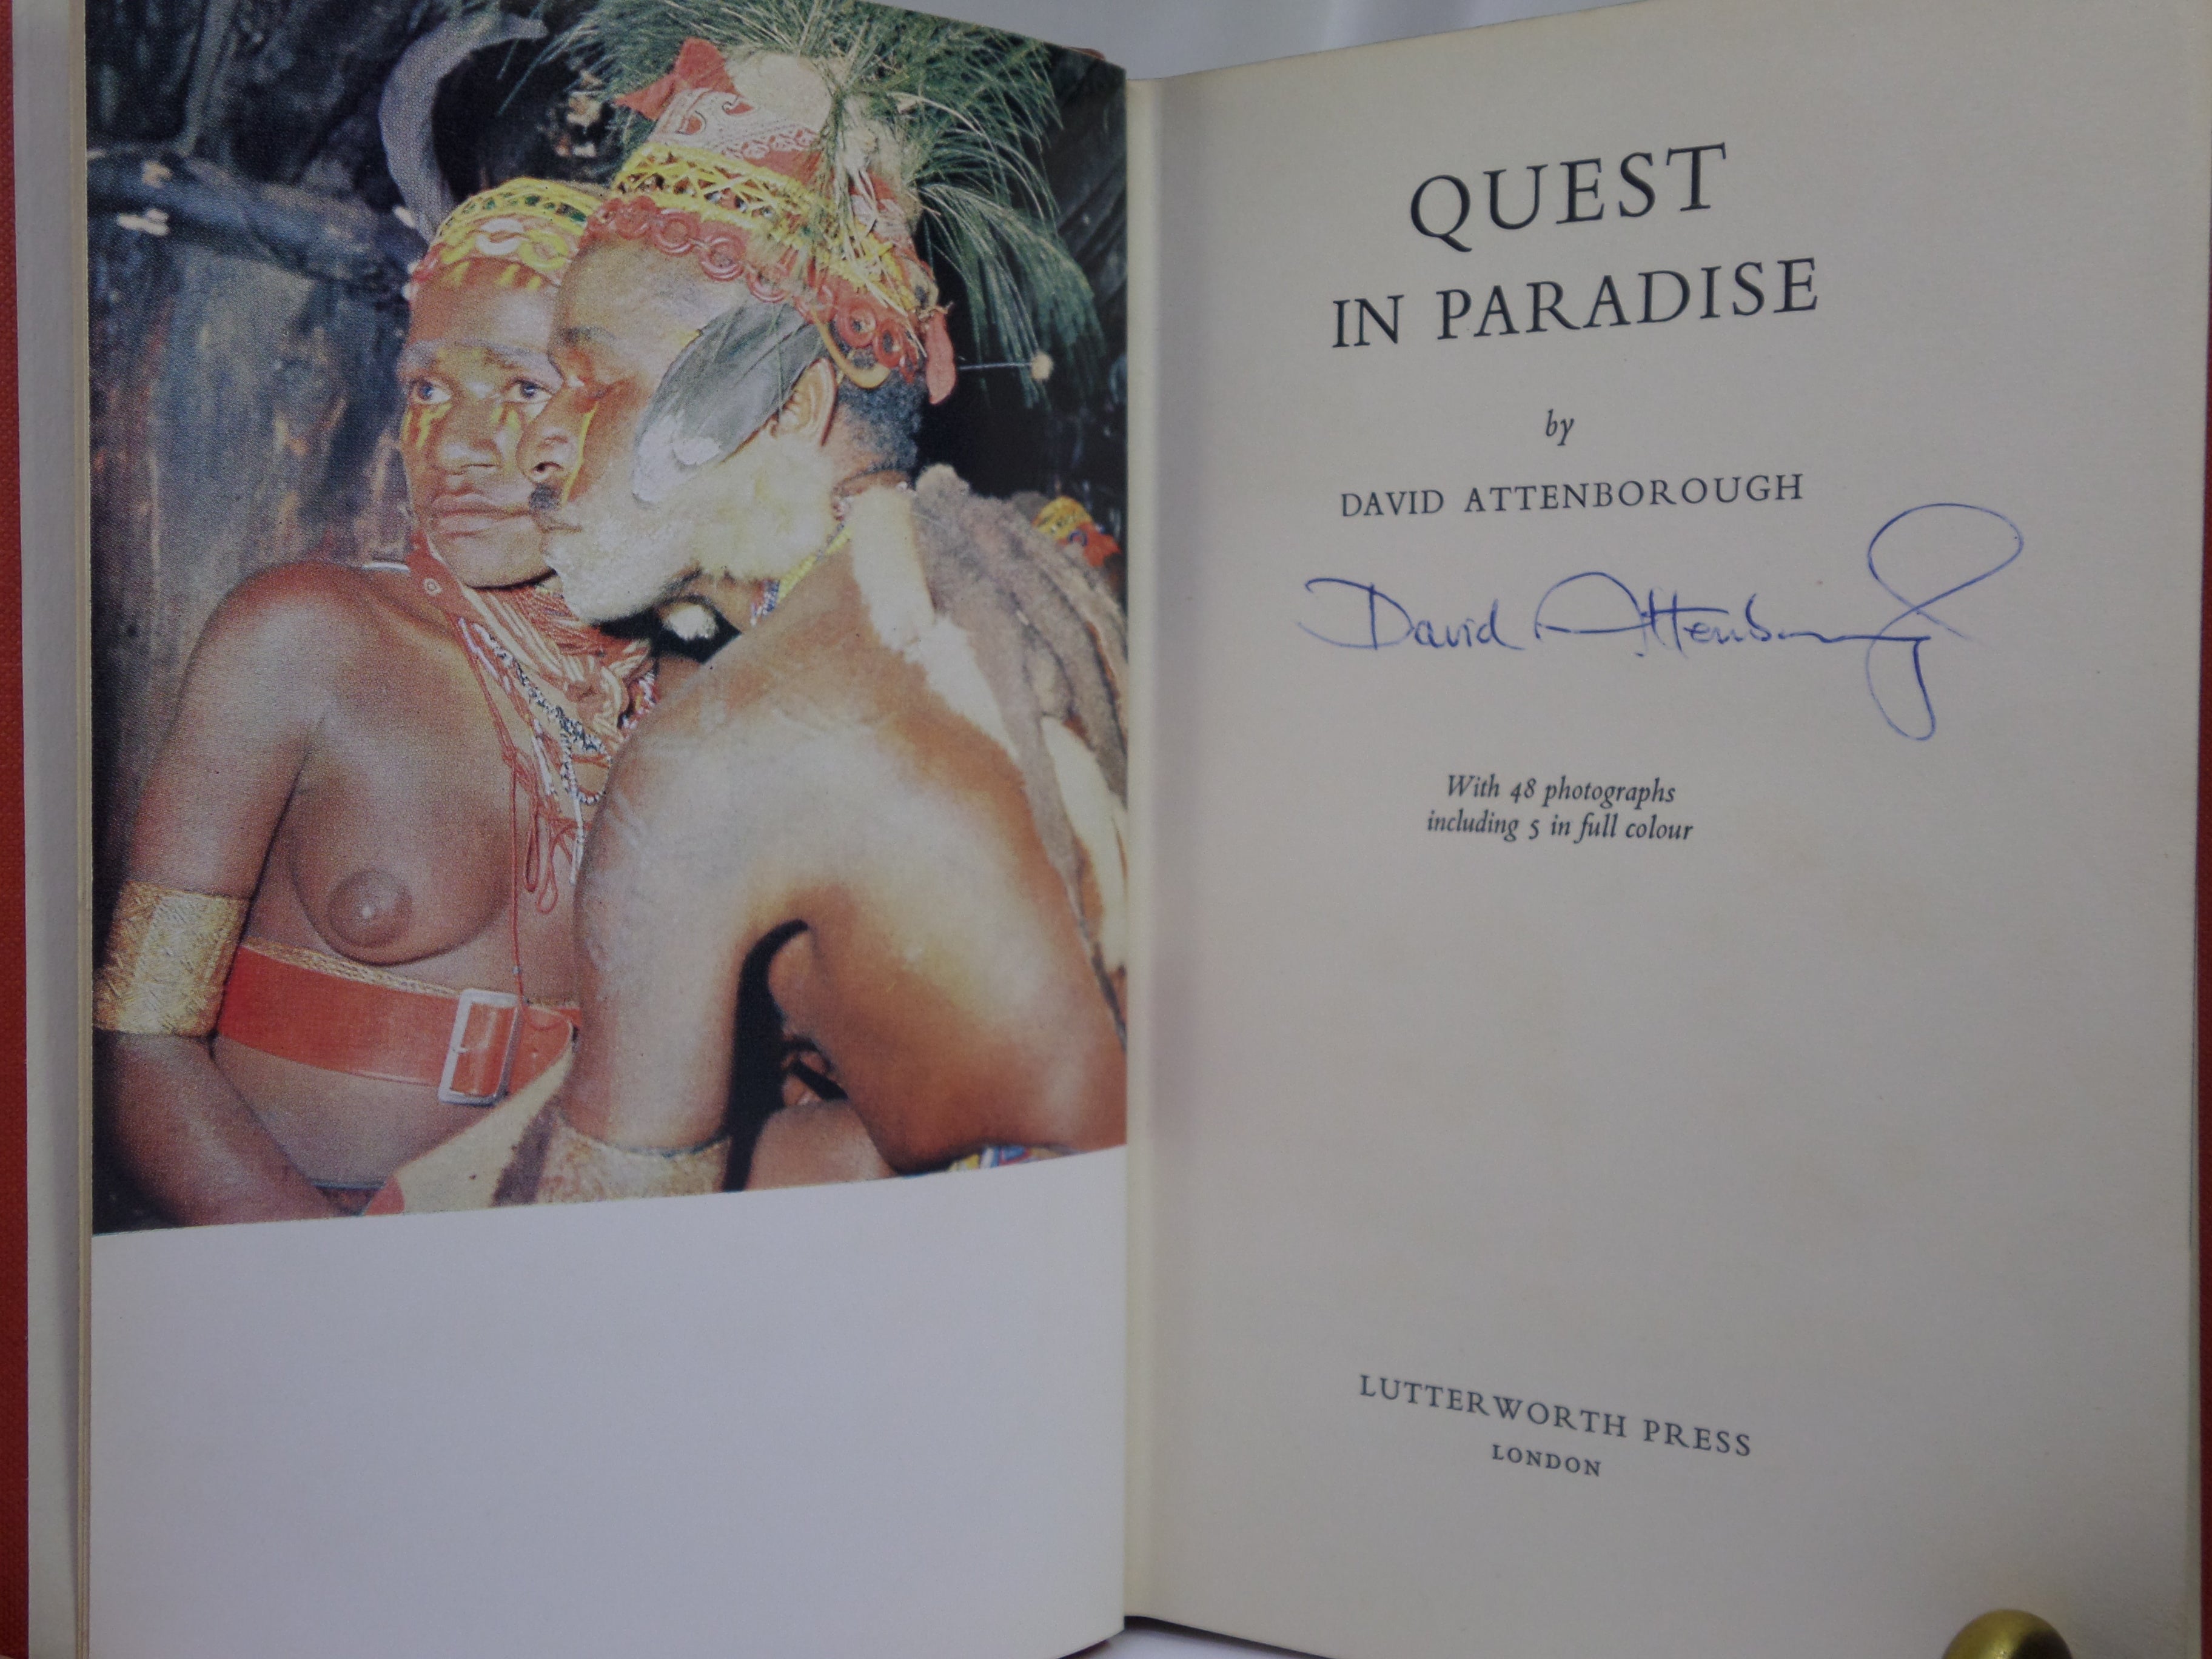 QUEST
IN PARADISE
by
DAVID ATTENBOROUGH
David Attenborough
With 48 photographs
including 5 in full colour
LUTTERWORTH PRESS
LONDON